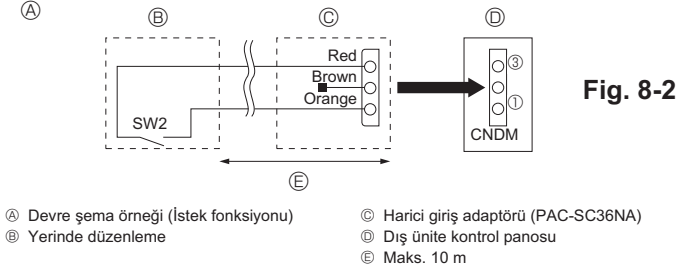 Ⓐ
Ⓑ Ⓒ Ⓓ
Red
Brown
Orange
SW2
③
①
CNDM
Fig. 8-2
Ⓔ
Ⓐ Devre şema örneği (İstek fonksiyonu)
Ⓑ Yerinde düzenleme
Ⓒ Harici giriş adaptörü (PAC-SC36NA)
Ⓓ Dış ünite kontrol panosu
Ⓔ Maks. 10 m